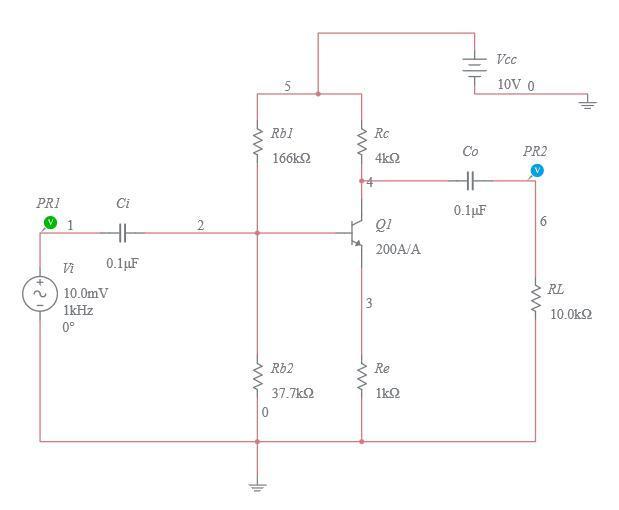 Vcc
10V
0
5
Rb1
166kΩ
Rc
4kΩ
Co
PR2
V
4
0.1μF
PR1
V
1
Ci
2
0.1μF
Q1
200A/A
6
Vi
10.0mV
1kHz
0°
3
RL
10.0kΩ
Rb2
37.7kΩ
0
Re
1kΩ